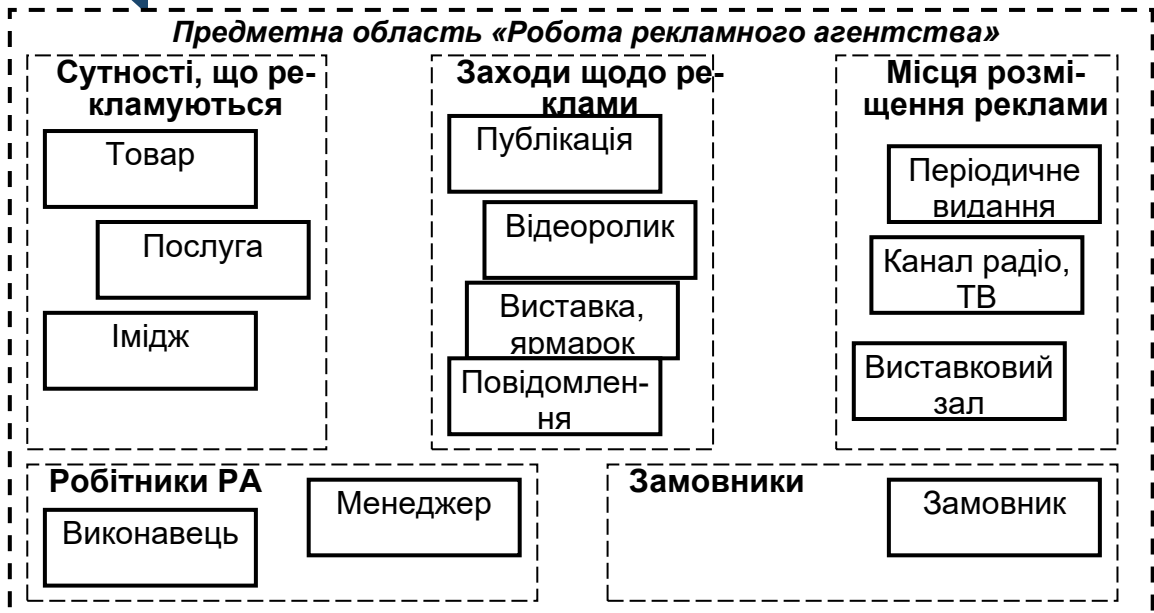 Предметна область «Робота рекламного агентства»
Сутності, що ре-
кламуються
Товар
Послуга
Імідж
Заходи щодо ре-
клами
Публікація
Відеоролик
Виставка,
ярмарок
Повідомлен-
ня
Місця розмі-
щення реклами
Періодичне
видання
Канал радіо,
ТВ
Виставковий
зал
Робітники РА
Менеджер
Виконавець
Замовники
Замовник